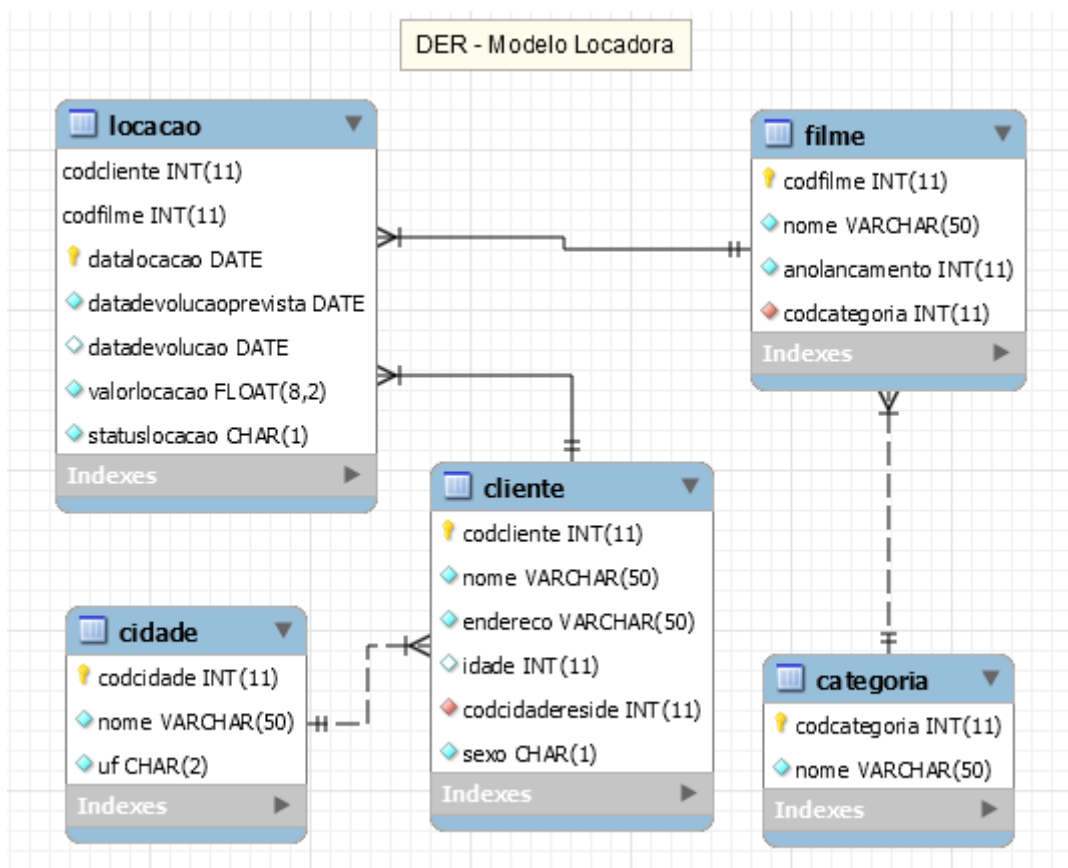 DER - Modelo Locadora
locacao
codcliente INT(11)
codfilme INT(11)
datalocacao DATE
datadevolucaoprevista DATE
datadevolucao DATE
valorlocacao FLOAT(8,2)
statuslocacao CHAR(1)
Indexes
filme
codfilme INT(11)
nome VARCHAR(50)
anolancamento INT(11)
codcategoria INT(11)
Indexes
cliente
codcliente INT(11)
nome VARCHAR(50)
endereco VARCHAR(50)
idade INT(11)
codcidadereside INT(11)
sexo CHAR(1)
Indexes
cidade
codcidade INT(11)
nome VARCHAR(50)
uf CHAR(2)
Indexes
categoria
codcategoria INT(11)
nome VARCHAR(50)
Indexes